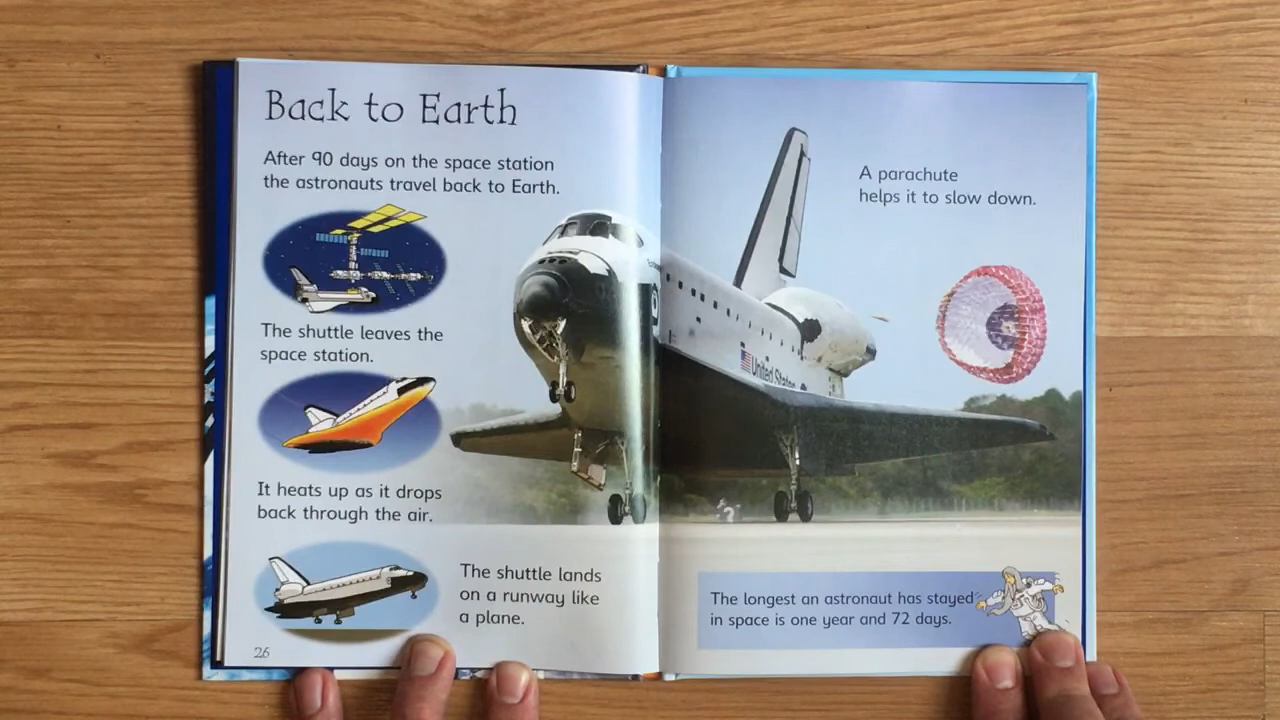 Back to Earth
After 90 days on the space station
the astronauts travel back to Earth.
The shuttle leaves the
space station.
It heats up as it drops
back through the air.
The shuttle lands
on a runway like
a plane.
26
A parachute
helps it to slow down.
United States
The longest an astronaut has stayed
in space is one year and 72 days.